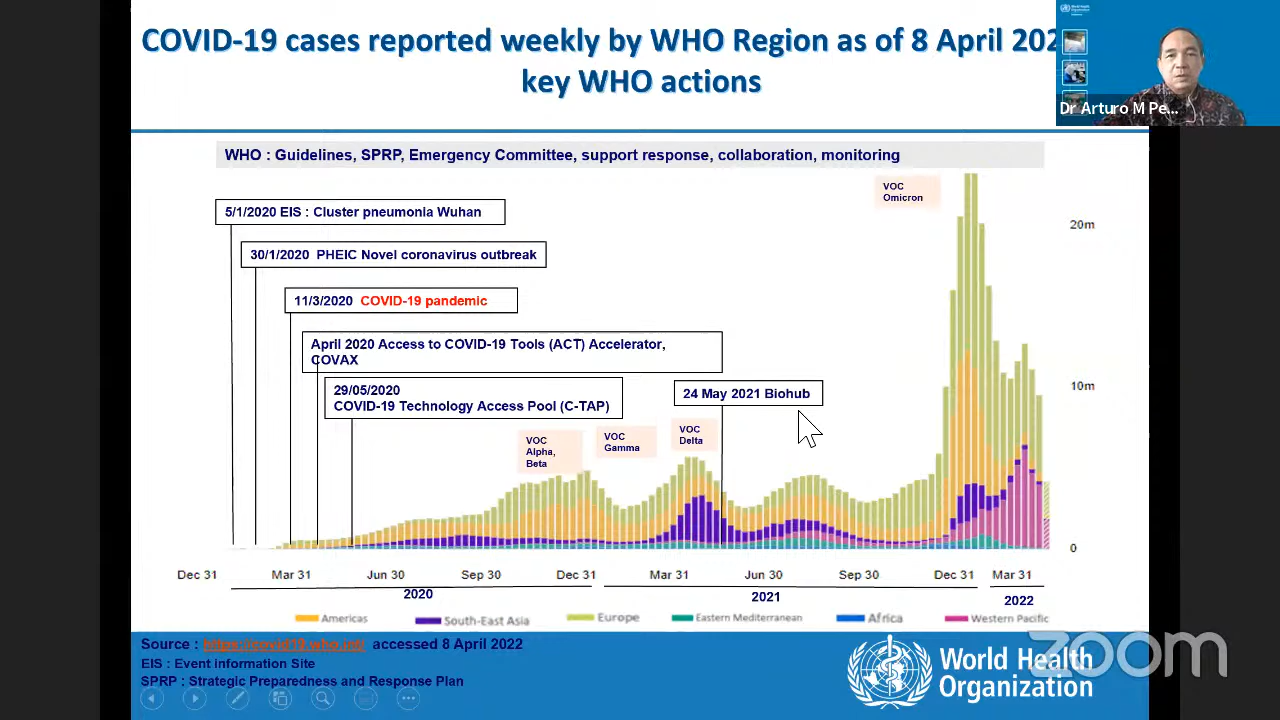 COVID-19 cases reported weekly by WHO Region as of 8 April 202
key WHO actions
World Health
Organization
Dr Arturo M Pe...
WHO : Guidelines, SPRP, Emergency Committee, support response, collaboration, monitoring
VOC
Omicron
5/1/2020 EIS : Cluster pneumonia Wuhan
20m
30/1/2020 PHEIC Novel coronavirus outbreak
11/3/2020 COVID-19 pandemic
April 2020 Access to COVID-19 Tools (ACT) Accelerator,
COVAX
29/05/2020
COVID-19 Technology Access Pool (C-TAP)
24 May 2021 Biohub
10m
VOC
Alpha,
Beta
VOC
Gamma
VOC
Delta
0
Dec 31 Mar 31 Jun 30 Sep 30 Dec 31 Mar 31 Jun 30 Sep 30 Dec 31 Mar 31
2020 2021 2022
Americas South-East Asia Europe Eastern Mediterranean Africa Western Pacific
Source : https://covid19.who.int/ accessed 8 April 2022
EIS : Event Information Site
SPRP : Strategic Preparedness and Response Plan
World Health
Organization
zoom